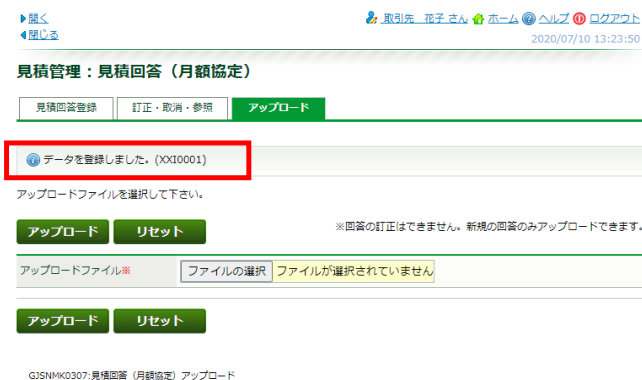 開く
閉じる
取引先 花子 さん ホーム ヘルプ ログアウト
2020/07/10 13:23:50
見積管理：見積回答（月額協定）
見積回答登録 訂正・取消・参照 アップロード
データを登録しました。(XXI0001)
アップロードファイルを選択して下さい。
アップロード リセット ※回答の訂正はできません。新規の回答のみアップロードできます。
アップロードファイル※ ファイルの選択 ファイルが選択されていません
アップロード リセット
GJSNMK0307:見積回答（月額協定）アップロード